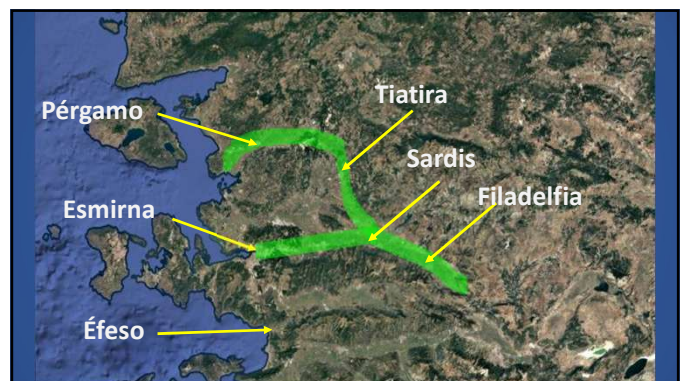 Tiatira
Pérgamo
Sardis
Filadelfia
Esmirna
Éfeso